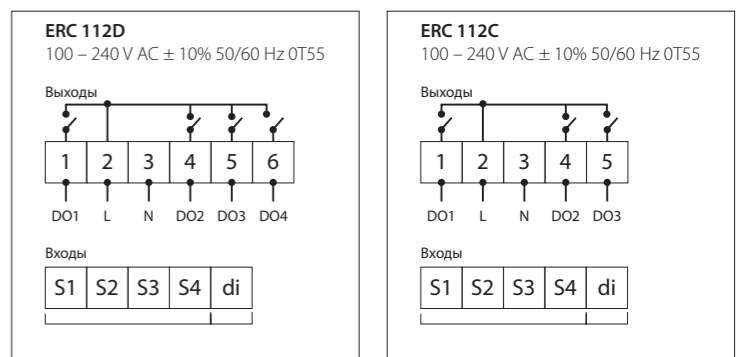 ERC 112D
100 – 240 V AC ± 10% 50/60 Hz 0T55
Выходы
1 2 3 4 5 6
DO1 L N DO2 DO3 DO4
Входы
S1 S2 S3 S4 di
ERC 112C
100 – 240 V AC ± 10% 50/60 Hz 0T55
Выходы
1 2 3 4 5
DO1 L N DO2 DO3
Входы
S1 S2 S3 S4 di